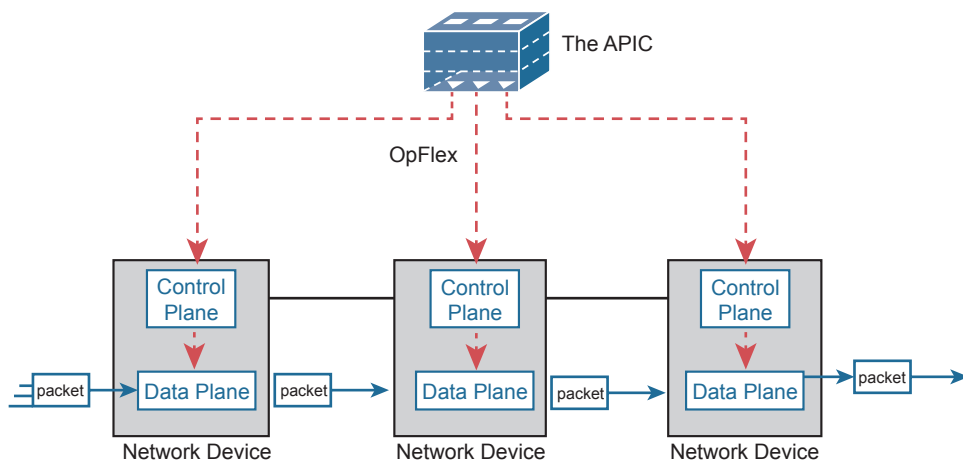 The APIC
OpFlex
Control
Plane
Control
Plane
Control
Plane
packet
Data Plane
packet
Data Plane
packet
Data Plane
packet
Network Device
Network Device
Network Device